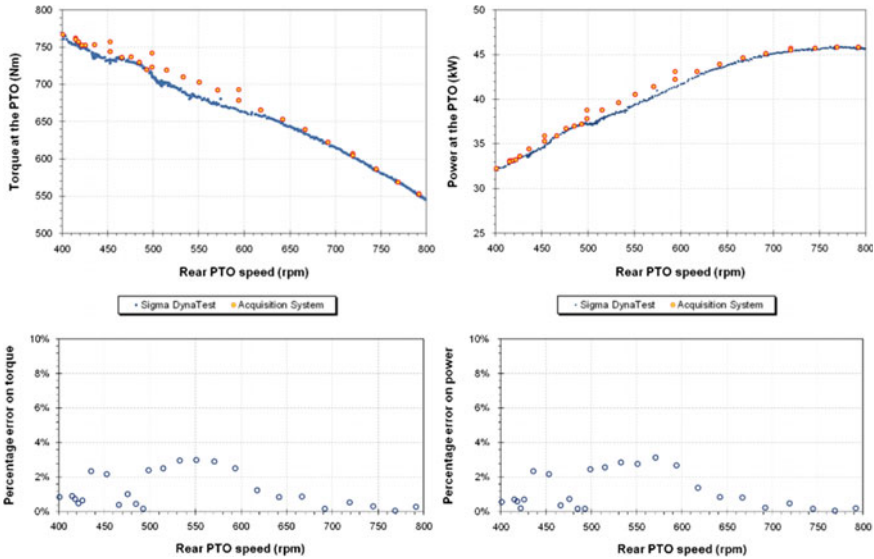 Torque at the PTO (Nm)
800
750
700
650
600
550
500
400 450 500 550 600 650 700 750 800
Rear PTO speed (rpm)
Sigma DynaTest Acquisition System
Power at the PTO (kW)
50
45
40
35
30
25
400 450 500 550 600 650 700 750 800
Rear PTO speed (rpm)
Sigma DynaTest Acquisition System
Percentage error on torque
10%
8%
6%
4%
2%
0%
400 450 500 550 600 650 700 750 800
Rear PTO speed (rpm)
Percentage error on power
10%
8%
6%
4%
2%
0%
400 450 500 550 600 650 700 750 800
Rear PTO speed (rpm)